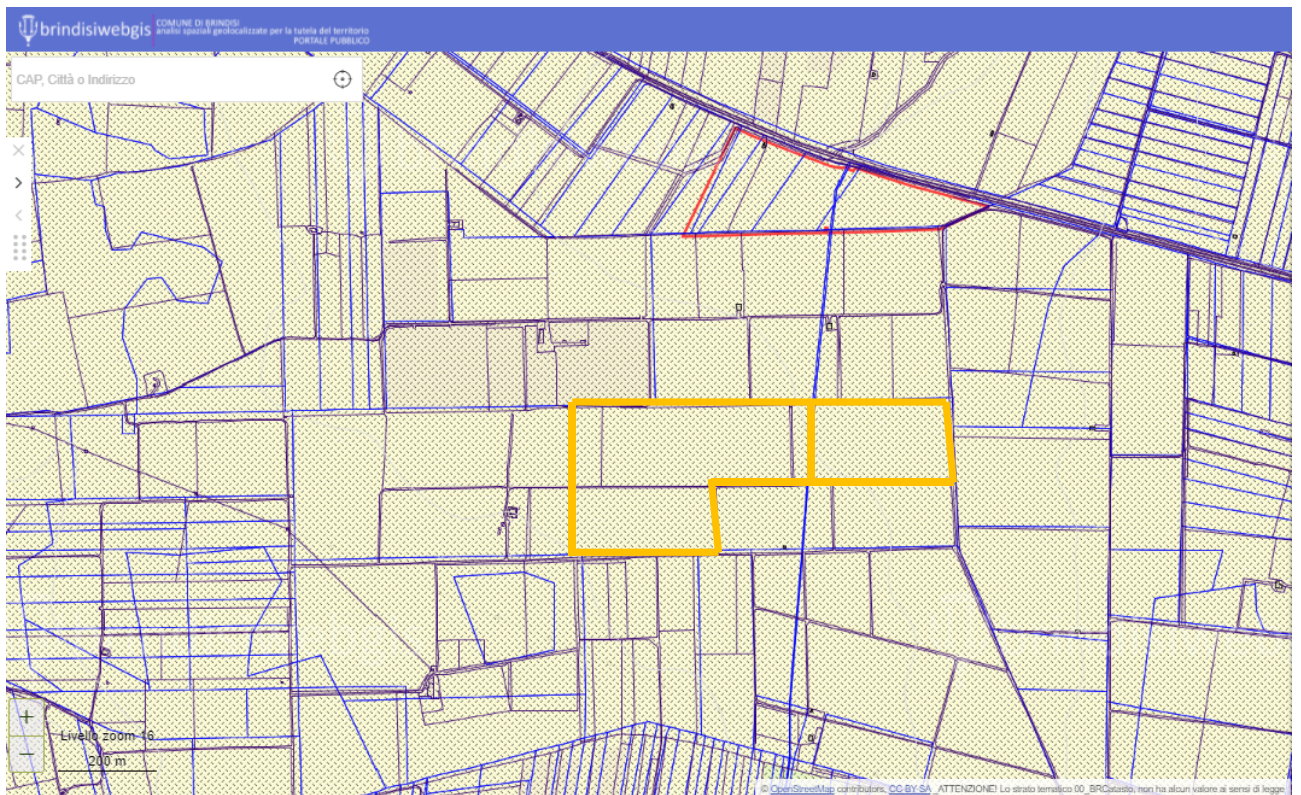 brindisiwebgis
COMUNE DI BRINDISI
analisi spaziali geolocalizzate per la tutela del territorio
PORTALE PUBBLICO
CAP, Città o Indirizzo
Livello zoom 16
200 m
© OpenStreetMap contributors, CC-BY-SA , ATTENZIONE! Lo strato tematico 00_BRCatasto, non ha alcun valore ai sensi di legge